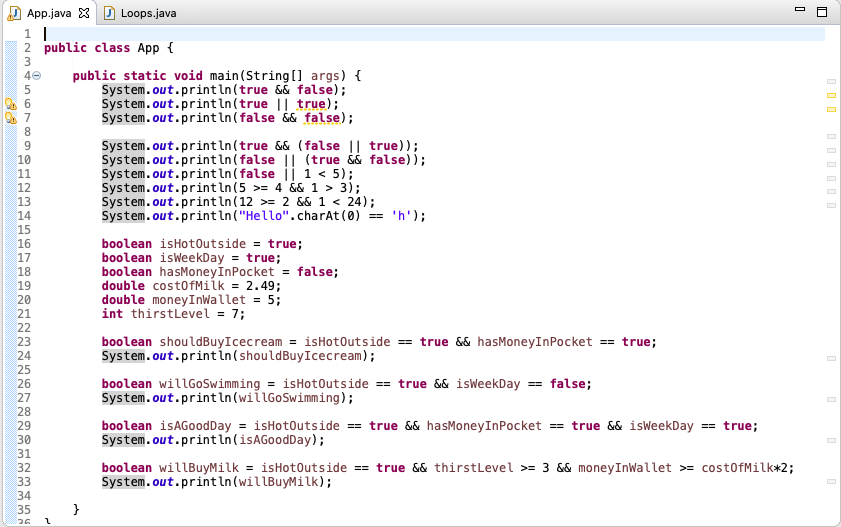 App.java Loops.java
1
2 public class App {
3
4 public static void main(String[] args) {
5 System.out.println(true && false);
6 System.out.println(true || true);
7 System.out.println(false && false);
8
9 System.out.println(true && (false || true));
10 System.out.println(false || (true && false));
11 System.out.println(false || 1 < 5);
12 System.out.println(5 >= 4 && 1 > 3);
13 System.out.println(12 >= 2 && 1 < 24);
14 System.out.println("Hello".charAt(0) == 'h');
15
16 boolean isHotOutside = true;
17 boolean isWeekDay = true;
18 boolean hasMoneyInPocket = false;
19 double costOfMilk = 2.49;
20 double moneyInWallet = 5;
21 int thirstLevel = 7;
22
23 boolean shouldBuyIcecream = isHotOutside == true && hasMoneyInPocket == true;
24 System.out.println(shouldBuyIcecream);
25
26 boolean willGoSwimming = isHotOutside == true && isWeekDay == false;
27 System.out.println(willGoSwimming);
28
29 boolean isAGoodDay = isHotOutside == true && hasMoneyInPocket == true && isWeekDay == true;
30 System.out.println(isAGoodDay);
31
32 boolean willBuyMilk = isHotOutside == true && thirstLevel >= 3 && moneyInWallet >= costOfMilk*2;
33 System.out.println(willBuyMilk);
34
35 }
36 }